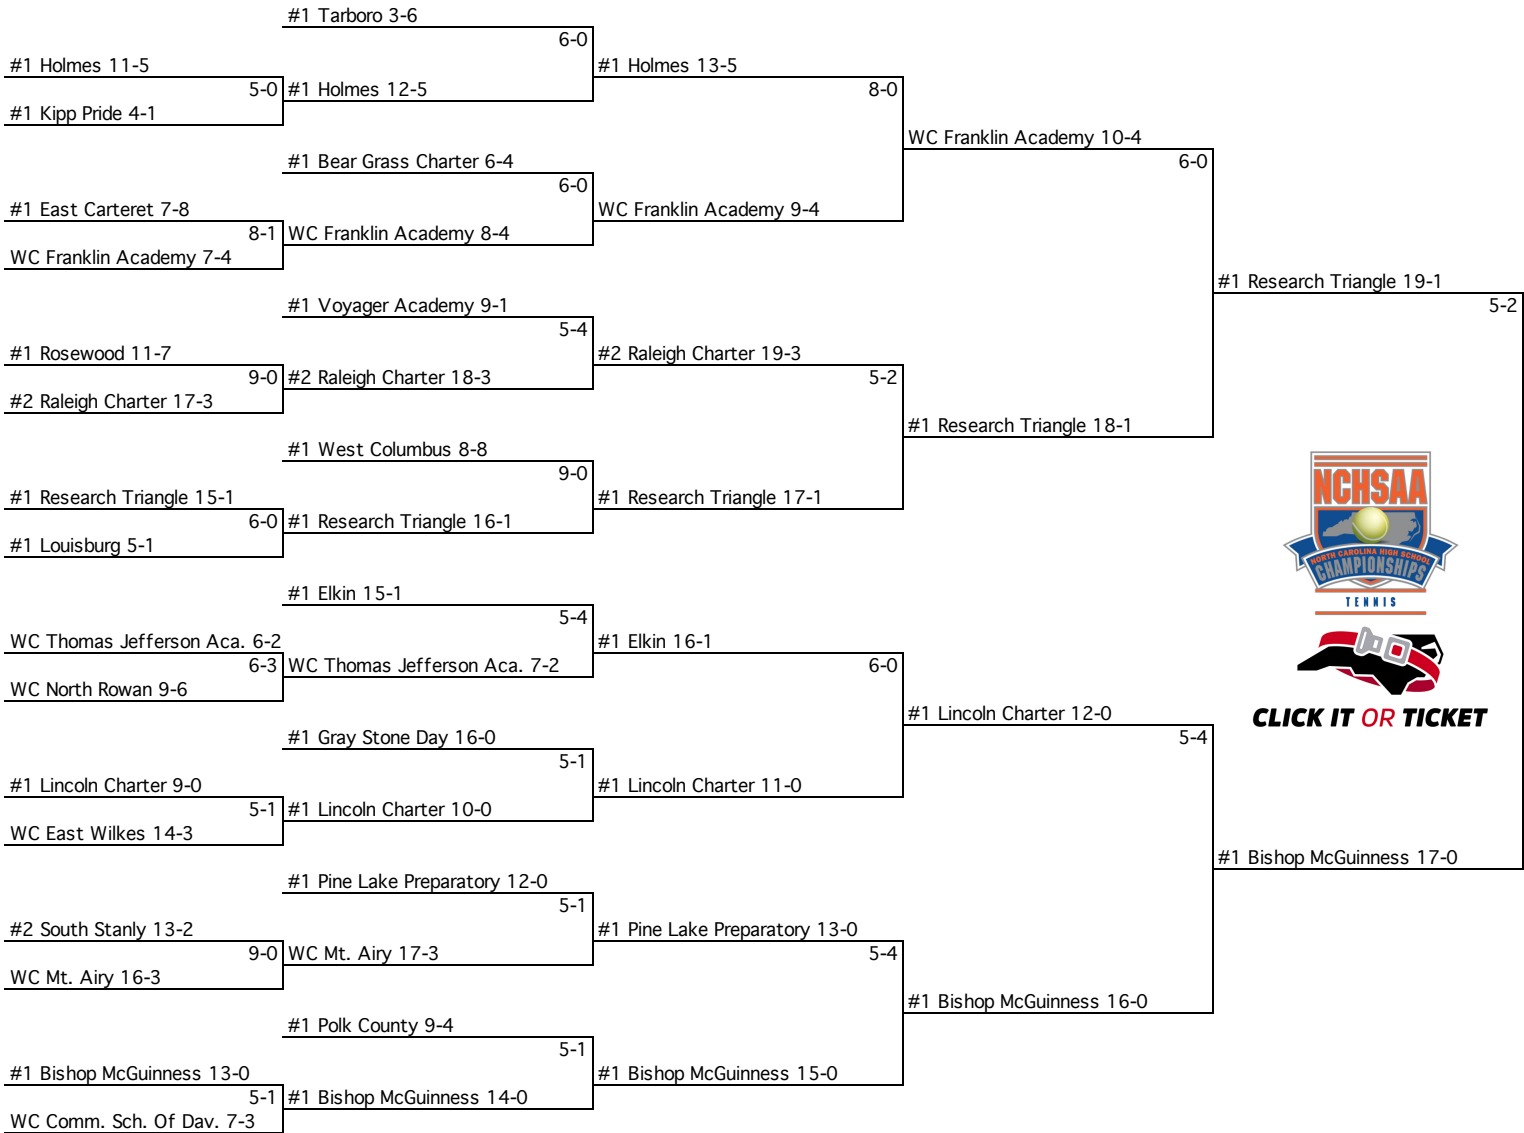 #1 Tarboro 3-6
6-0
#1 Holmes 11-5
#1 Holmes 13-5
5-0
#1 Holmes 12-5
8-0
#1 Kipp Pride 4-1
WC Franklin Academy 10-4
#1 Bear Grass Charter 6-4
6-0
6-0
#1 East Carteret 7-8
WC Franklin Academy 9-4
8-1
WC Franklin Academy 8-4
WC Franklin Academy 7-4
#1 Research Triangle 19-1
#1 Voyager Academy 9-1
5-2
5-4
#1 Rosewood 11-7
#2 Raleigh Charter 19-3
9-0
#2 Raleigh Charter 18-3
5-2
#2 Raleigh Charter 17-3
#1 Research Triangle 18-1
#1 West Columbus 8-8
9-0
#1 Research Triangle 15-1
#1 Research Triangle 17-1
6-0
#1 Research Triangle 16-1
#1 Louisburg 5-1
NCHSAA
NORTH CAROLINA HIGH SCHOOL
CHAMPIONSHIPS
TENNIS
#1 Elkin 15-1
5-4
WC Thomas Jefferson Aca. 6-2
#1 Elkin 16-1
6-3
WC Thomas Jefferson Aca. 7-2
6-0
WC North Rowan 9-6
#1 Lincoln Charter 12-0
CLICK IT OR TICKET
#1 Gray Stone Day 16-0
5-4
5-1
#1 Lincoln Charter 9-0
#1 Lincoln Charter 11-0
5-1
#1 Lincoln Charter 10-0
WC East Wilkes 14-3
#1 Bishop McGuinness 17-0
#1 Pine Lake Preparatory 12-0
5-1
#2 South Stanly 13-2
#1 Pine Lake Preparatory 13-0
9-0
WC Mt. Airy 17-3
5-4
WC Mt. Airy 16-3
#1 Bishop McGuinness 16-0
#1 Polk County 9-4
5-1
#1 Bishop McGuinness 13-0
#1 Bishop McGuinness 15-0
5-1
#1 Bishop McGuinness 14-0
WC Comm. Sch. Of Dav. 7-3